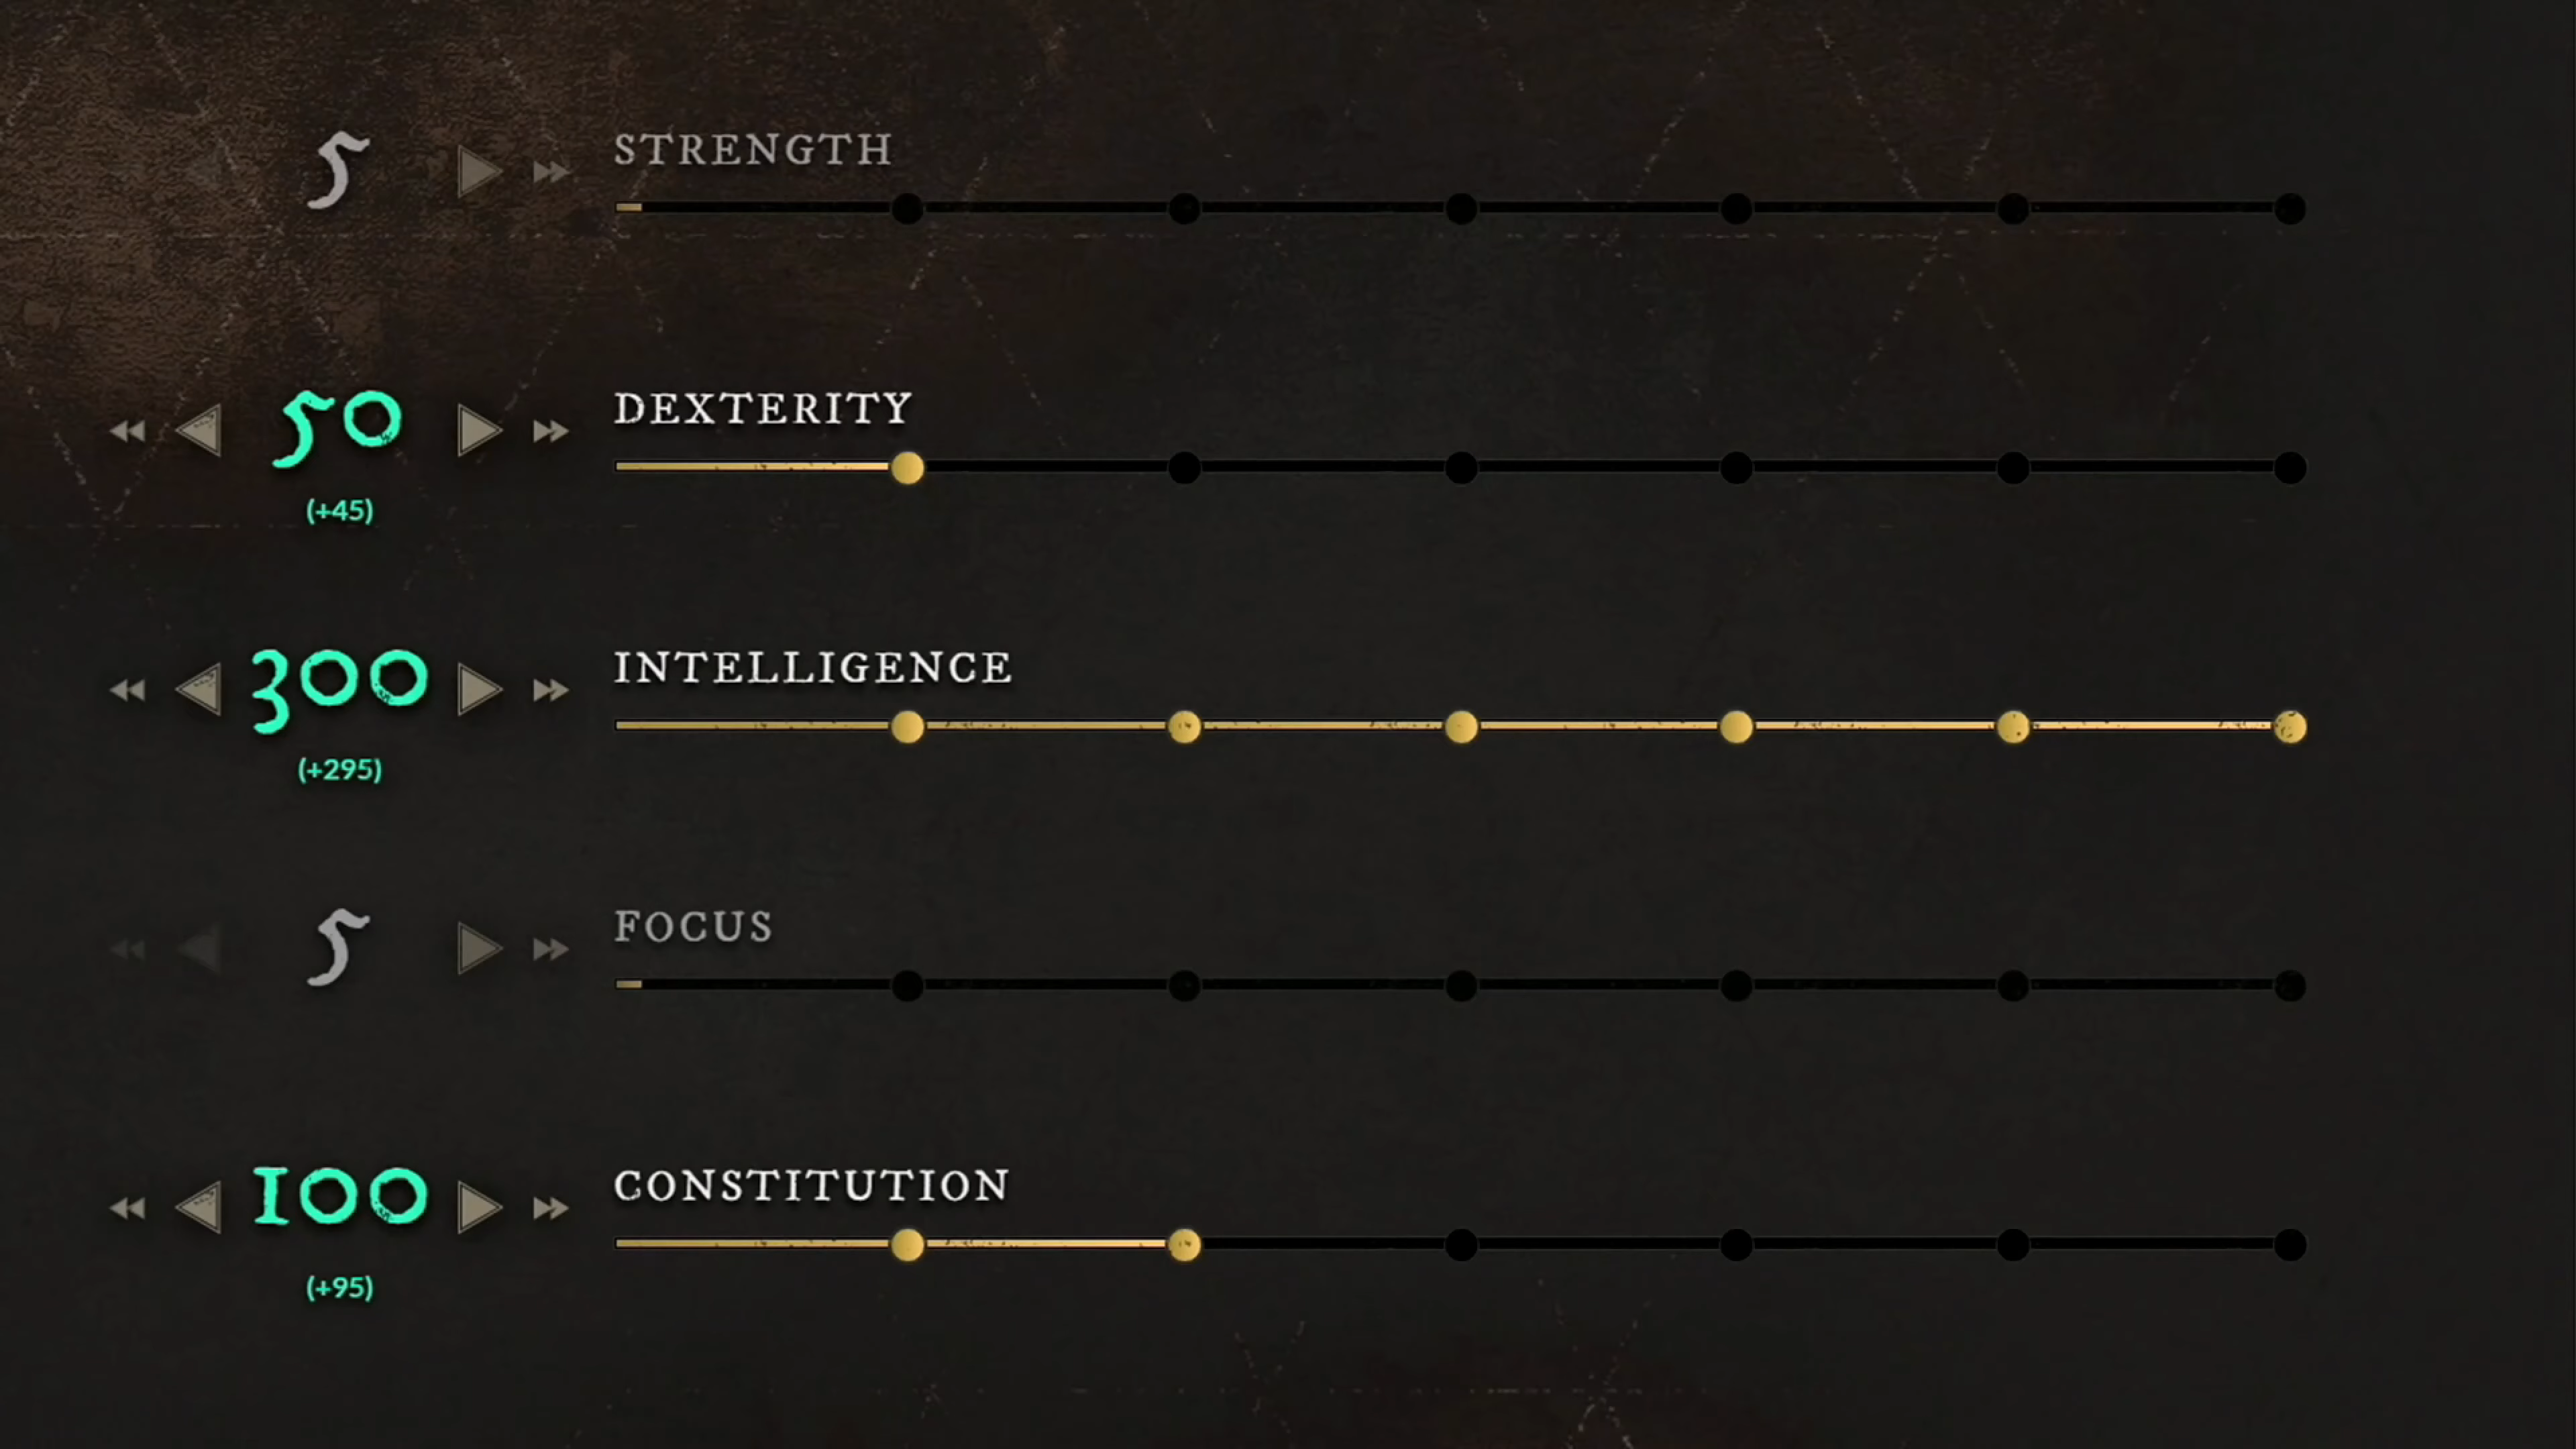 5 STRENGTH
50 DEXTERITY
(+45)
300 INTELLIGENCE
(+295)
5 FOCUS
100 CONSTITUTION
(+95)